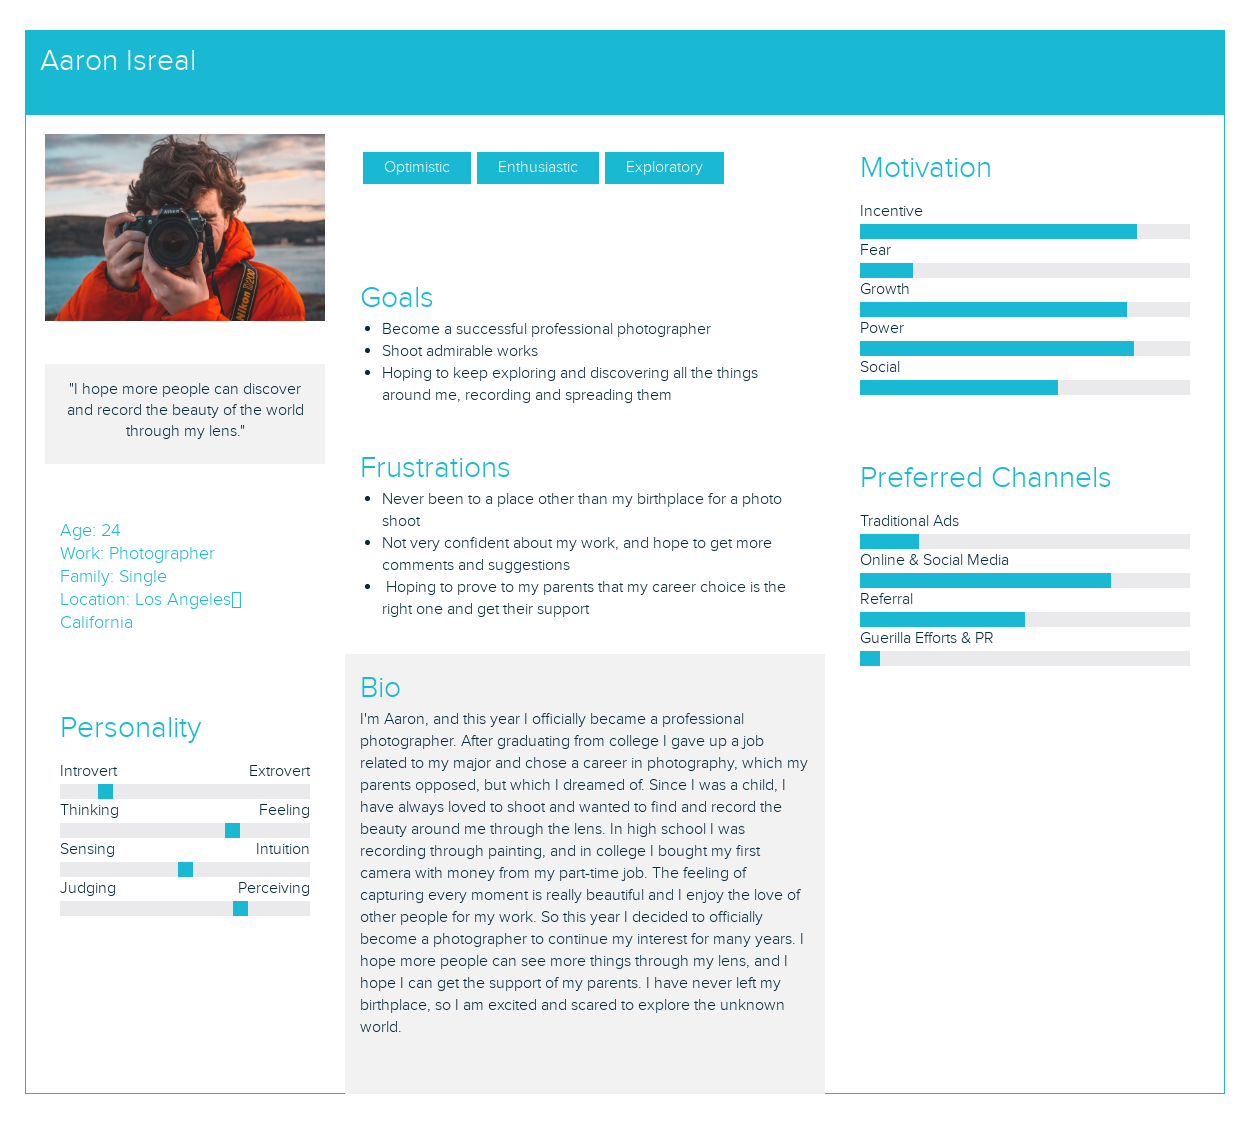 Aaron Isreal
Nikon
Nikon D200
"I hope more people can discover
and record the beauty of the world
through my lens."
Age: 24
Work: Photographer
Family: Single
Location: Los Angeles[]
California
Personality
Introvert Extrovert
Thinking Feeling
Sensing Intuition
Judging Perceiving
Optimistic Enthusiastic Exploratory
Goals
• Become a successful professional photographer
• Shoot admirable works
• Hoping to keep exploring and discovering all the things
around me, recording and spreading them
Frustrations
• Never been to a place other than my birthplace for a photo
shoot
• Not very confident about my work, and hope to get more
comments and suggestions
• Hoping to prove to my parents that my career choice is the
right one and get their support
Bio
I'm Aaron, and this year I officially became a professional
photographer. After graduating from college I gave up a job
related to my major and chose a career in photography, which my
parents opposed, but which I dreamed of. Since I was a child, I
have always loved to shoot and wanted to find and record the
beauty around me through the lens. In high school I was
recording through painting, and in college I bought my first
camera with money from my part-time job. The feeling of
capturing every moment is really beautiful and I enjoy the love of
other people for my work. So this year I decided to officially
become a photographer to continue my interest for many years. I
hope more people can see more things through my lens, and I
hope I can get the support of my parents. I have never left my
birthplace, so I am excited and scared to explore the unknown
world.
Motivation
Incentive
Fear
Growth
Power
Social
Preferred Channels
Traditional Ads
Online & Social Media
Referral
Guerilla Efforts & PR